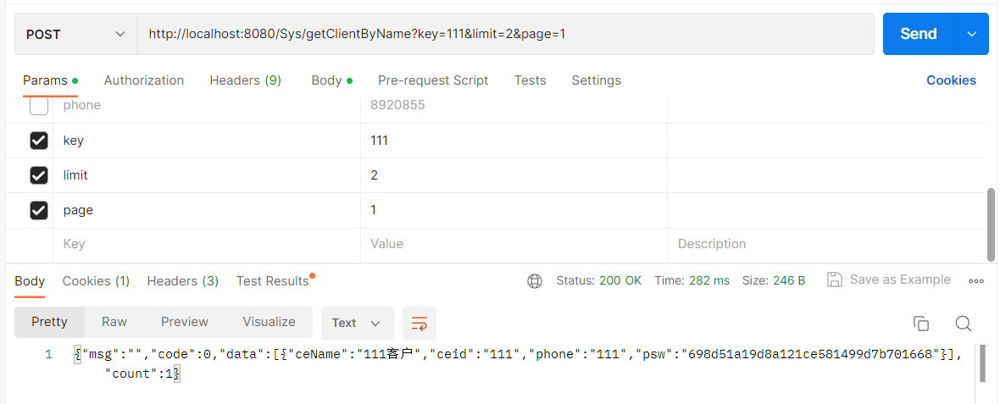 POST http://localhost:8080/Sys/getClientByName?key=111&limit=2&page=1 Send
Params Authorization Headers (9) Body Pre-request Script Tests Settings Cookies
phone 8920855
key 111
limit 2
page 1
Key Value Description
Body Cookies (1) Headers (3) Test Results Status: 200 OK Time: 282 ms Size: 246 B Save as Example
Pretty Raw Preview Visualize Text
1 {"msg":"","code":0,"data":[{"ceName":"111客户","ceid":"111","phone":"111","psw":"698d51a19d8a121ce581499d7b701668"}],
"count":1}